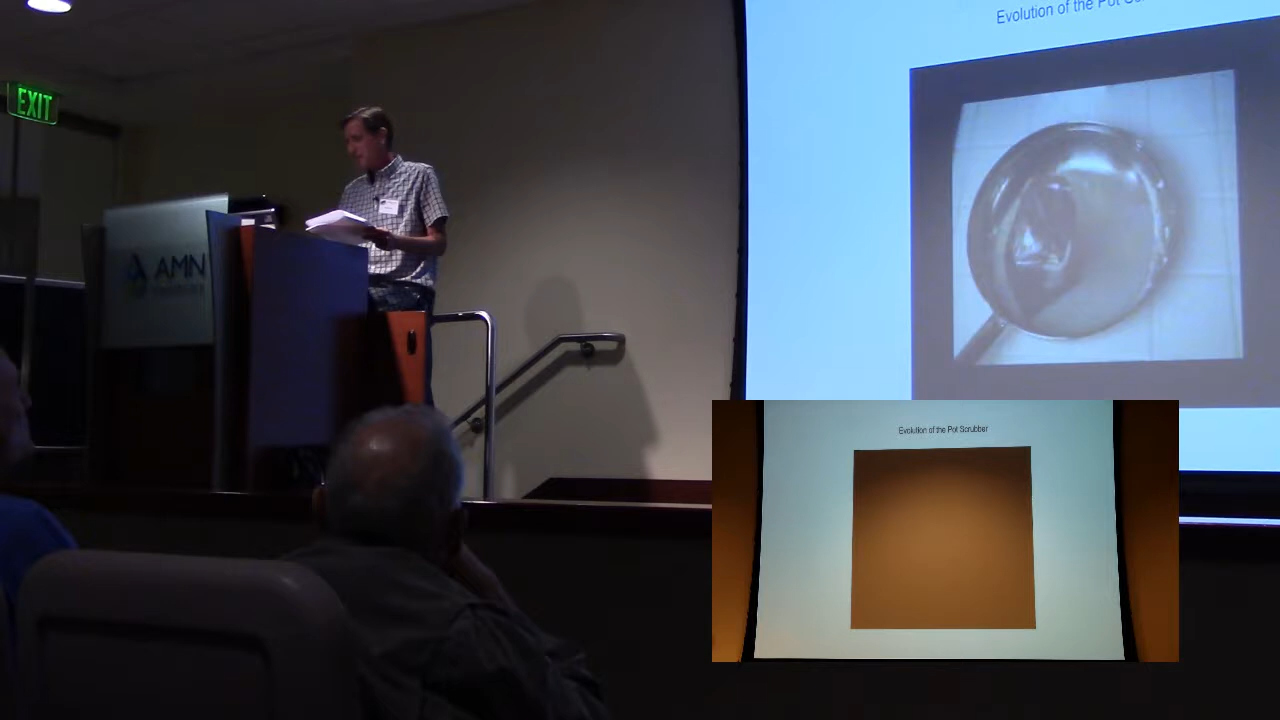 EXIT
AMN
Evolution of the Pot
Evolution of the Pot Scrubber